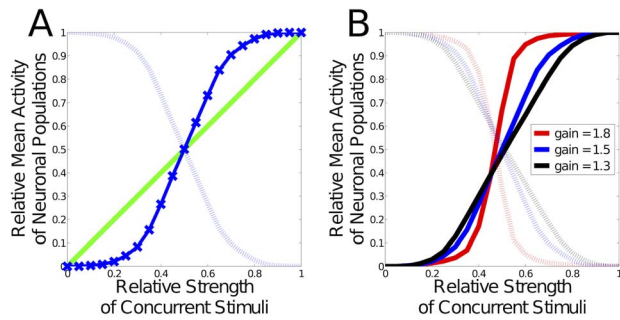 A
Relative Mean Activity
of Neuronal Populations
1
0.9
0.8
0.7
0.6
0.5
0.4
0.3
0.2
0.1
0
0 0.2 0.4 0.6 0.8 1
Relative Strength
of Concurrent Stimuli
B
Relative Mean Activity
of Neuronal Populations
1
0.9
0.8
0.7
0.6
0.5
0.4
0.3
0.2
0.1
0
gain = 1.8
gain = 1.5
gain = 1.3
0 0.2 0.4 0.6 0.8 1
Relative Strength
of Concurrent Stimuli